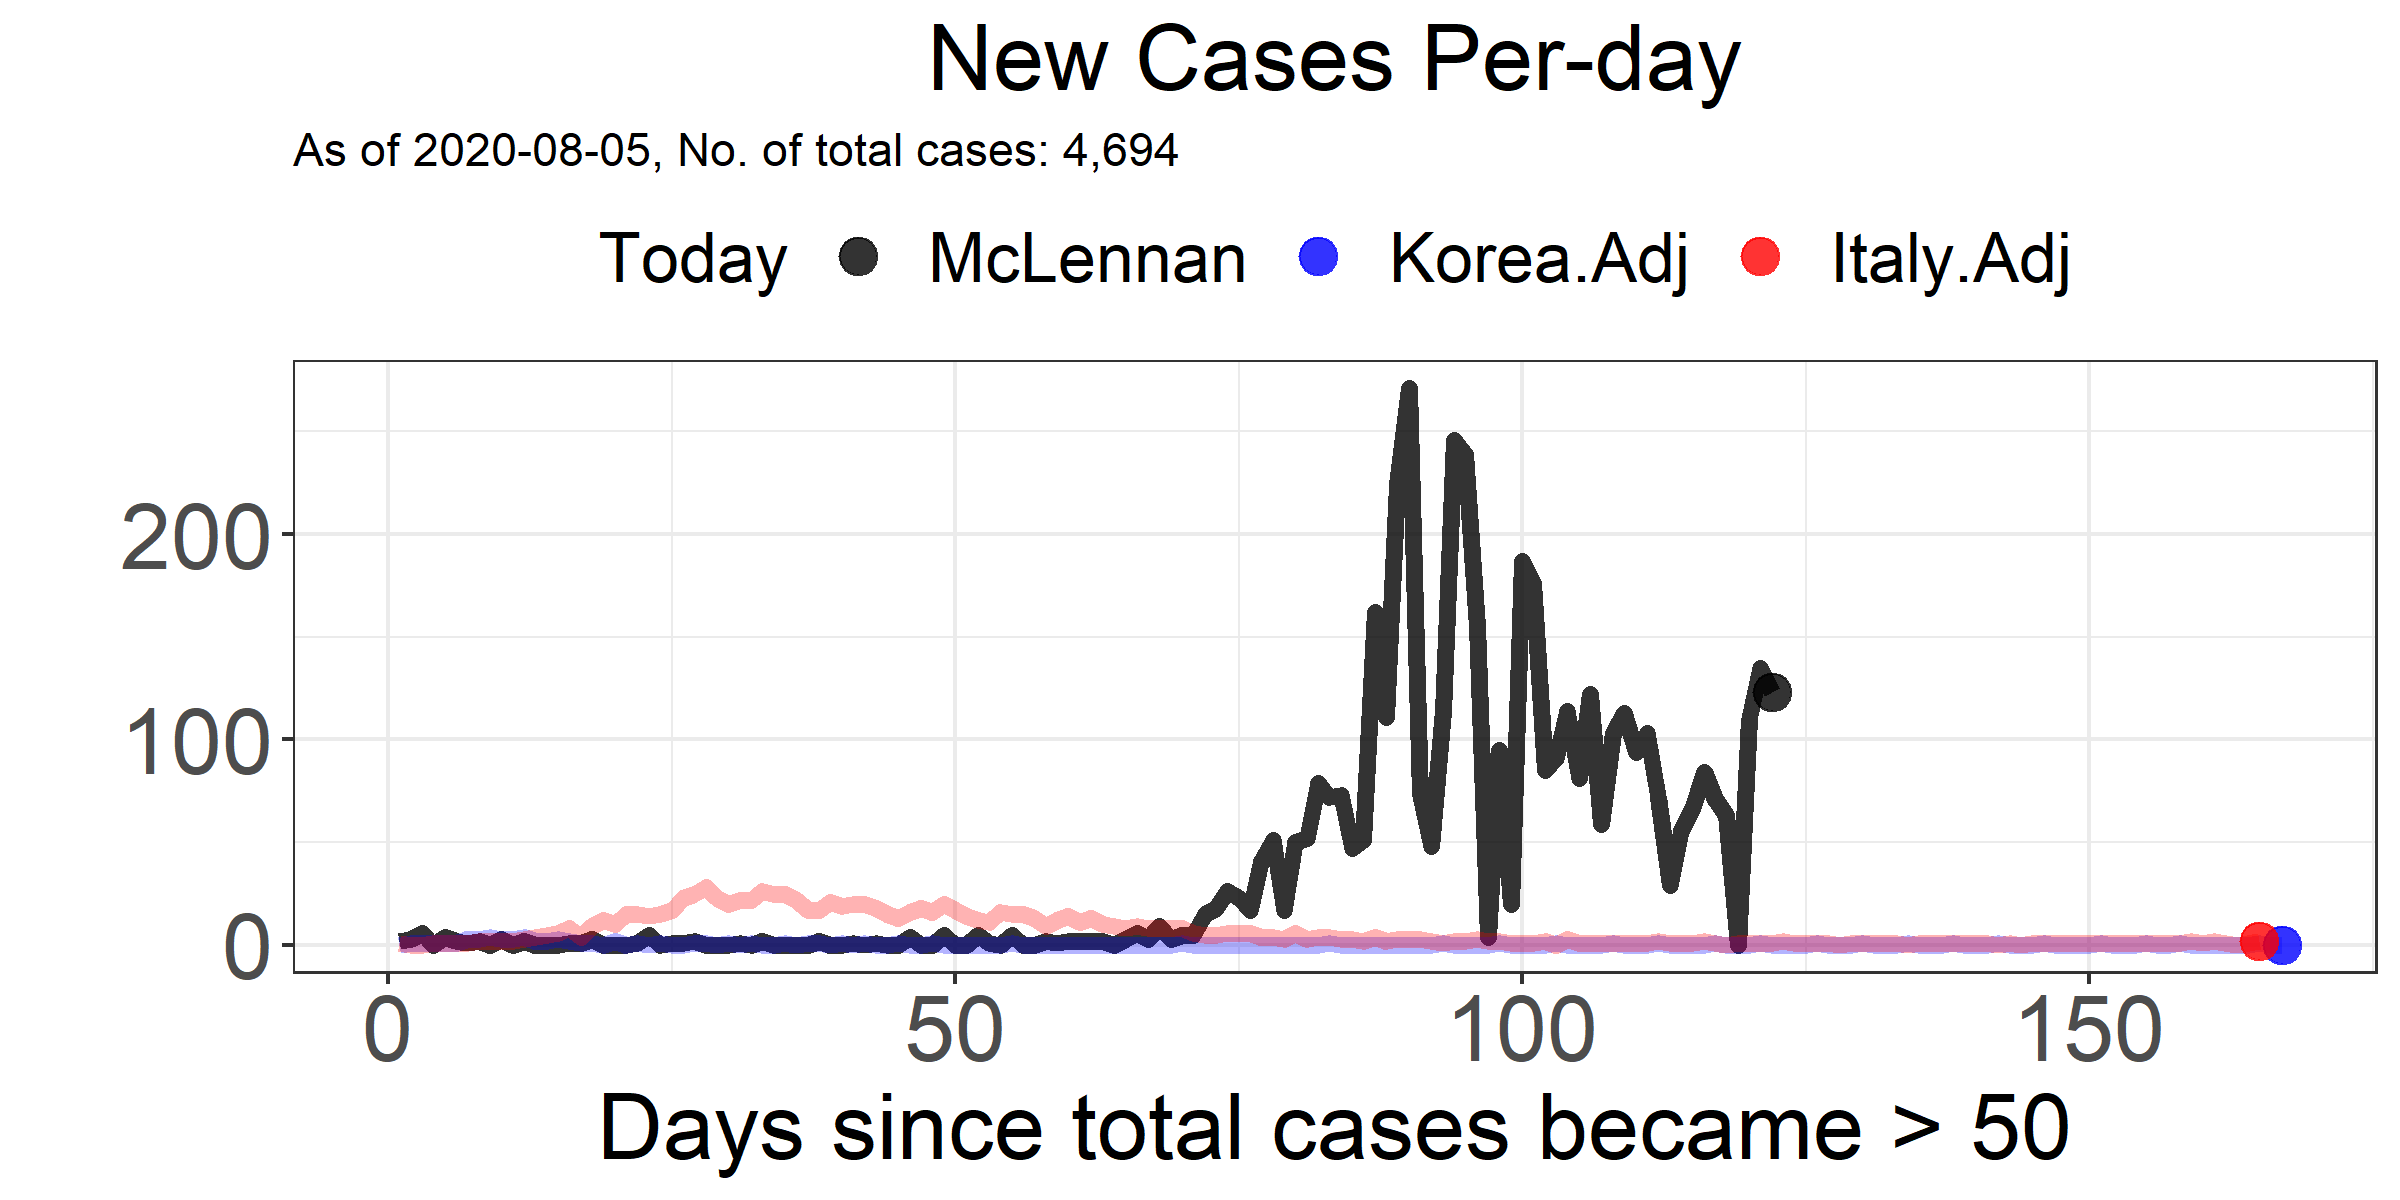 New Cases Per-day
As of 2020-08-05, No. of total cases: 4,694
Today McLennan Korea.Adj Italy.Adj
200
100
0
0 50 100 150
Days since total cases became > 50